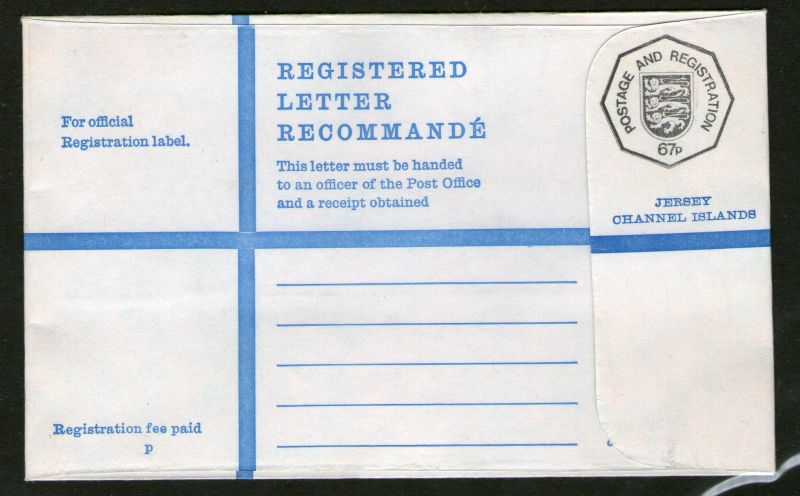 For official
Registration label.
REGISTERED
LETTER
RECOMMANDÉ
This letter must be handed
to an officer of the Post Office
and a receipt obtained
POSTAGE AND REGISTRATION
67p
JERSEY
CHANNEL ISLANDS
Registration fee paid
p